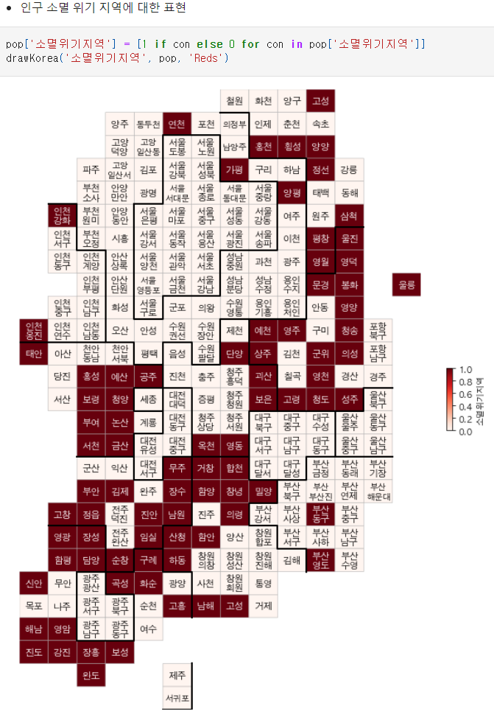 인구 소멸 위기 지역에 대한 표현
pop['소멸위기지역'] = [1 if con else 0 for con in pop['소멸위기지역']]
drawKorea('소멸위기지역', pop, 'Reds')
철원 화천 양구 고성
양주 동두천 연천 포천 의정부 인제 춘천 속초
고양 덕양 고양 일산동 서울 도봉 서울 노원 남양주 홍천 횡성 양양
파주 고양 일산서 김포 서울 강북 서울 성북 가평 구리 하남 정선 강릉
부천 소사 안양 만안 광명 서울 서대문 서울 종로 서울 동대문 서울 중랑 양평 태백 동해
인천 강화 부천 원미 안양 동안 서울 은평 서울 마포 서울 중구 서울 성동 서울 강동 여주 원주 삼척
인천 서구 부천 오정 시흥 서울 강서 서울 동작 서울 용산 서울 광진 서울 송파 이천 평창 울진
인천 동구 인천 계양 안산 상록 서울 양천 서울 관악 서울 서초 성남 중원 과천 광주 영월 영덕
인천 부평 안산 단원 서울 영등포 서울 금천 서울 강남 성남 분당 성남 수정 용인 수지 문경 봉화 울릉
인천 중구 인천 남구 화성 서울 구로 군포 의왕 수원 영통 용인 기흥 용인 처인 안동 영양
인천 옹진 인천 연수 인천 남동 오산 안성 수원 권선 수원 장안 제천 예천 영주 구미 청송 포항 북구
태안 아산 천안 동남 천안 서북 평택 음성 수원 팔달 단양 상주 김천 군위 의성 포항 남구
당진 홍성 예산 공주 진천 충주 청주 흥덕 괴산 칠곡 영천 경산 경주
서산 보령 청양 세종 대전 대덕 증평 청주 청원 보은 고령 청도 성주 울산 북구
부여 논산 계룡 대전 동구 청주 상당 청주 서원 대구 북구 대구 중구 대구 수성 울산 울주 울산 동구
서천 금산 대전 유성 대전 중구 옥천 영동 대구 서구 대구 남구 대구 동구 울산 중구 울산 남구
군산 익산 대전 서구 무주 거창 합천 대구 달서 대구 달성 부산 금정 부산 동래 부산 기장
부안 김제 완주 장수 함양 창녕 밀양 부산 북구 부산 부산진 부산 연제 부산 해운대
고창 정읍 전주 덕진 진안 남원 진주 의령 부산 강서 부산 사상 부산 동구 부산 중구
영광 장성 전주 완산 임실 산청 함안 양산 창원 합포 부산 서구 부산 사하 부산 남구
함평 담양 순창 구례 하동 창원 의창 창원 성산 창원 진해 김해 부산 영도 부산 수영
신안 무안 광주 광산 곡성 화순 광양 사천 창원 회원 통영
목포 나주 광주 서구 광주 북구 순천 고흥 남해 고성 거제
해남 영암 광주 남구 광주 동구 여수
진도 강진 장흥 보성
완도 제주
서귀포
1.0
0.8
0.6
0.4
0.2
0.0
소멸위기지역